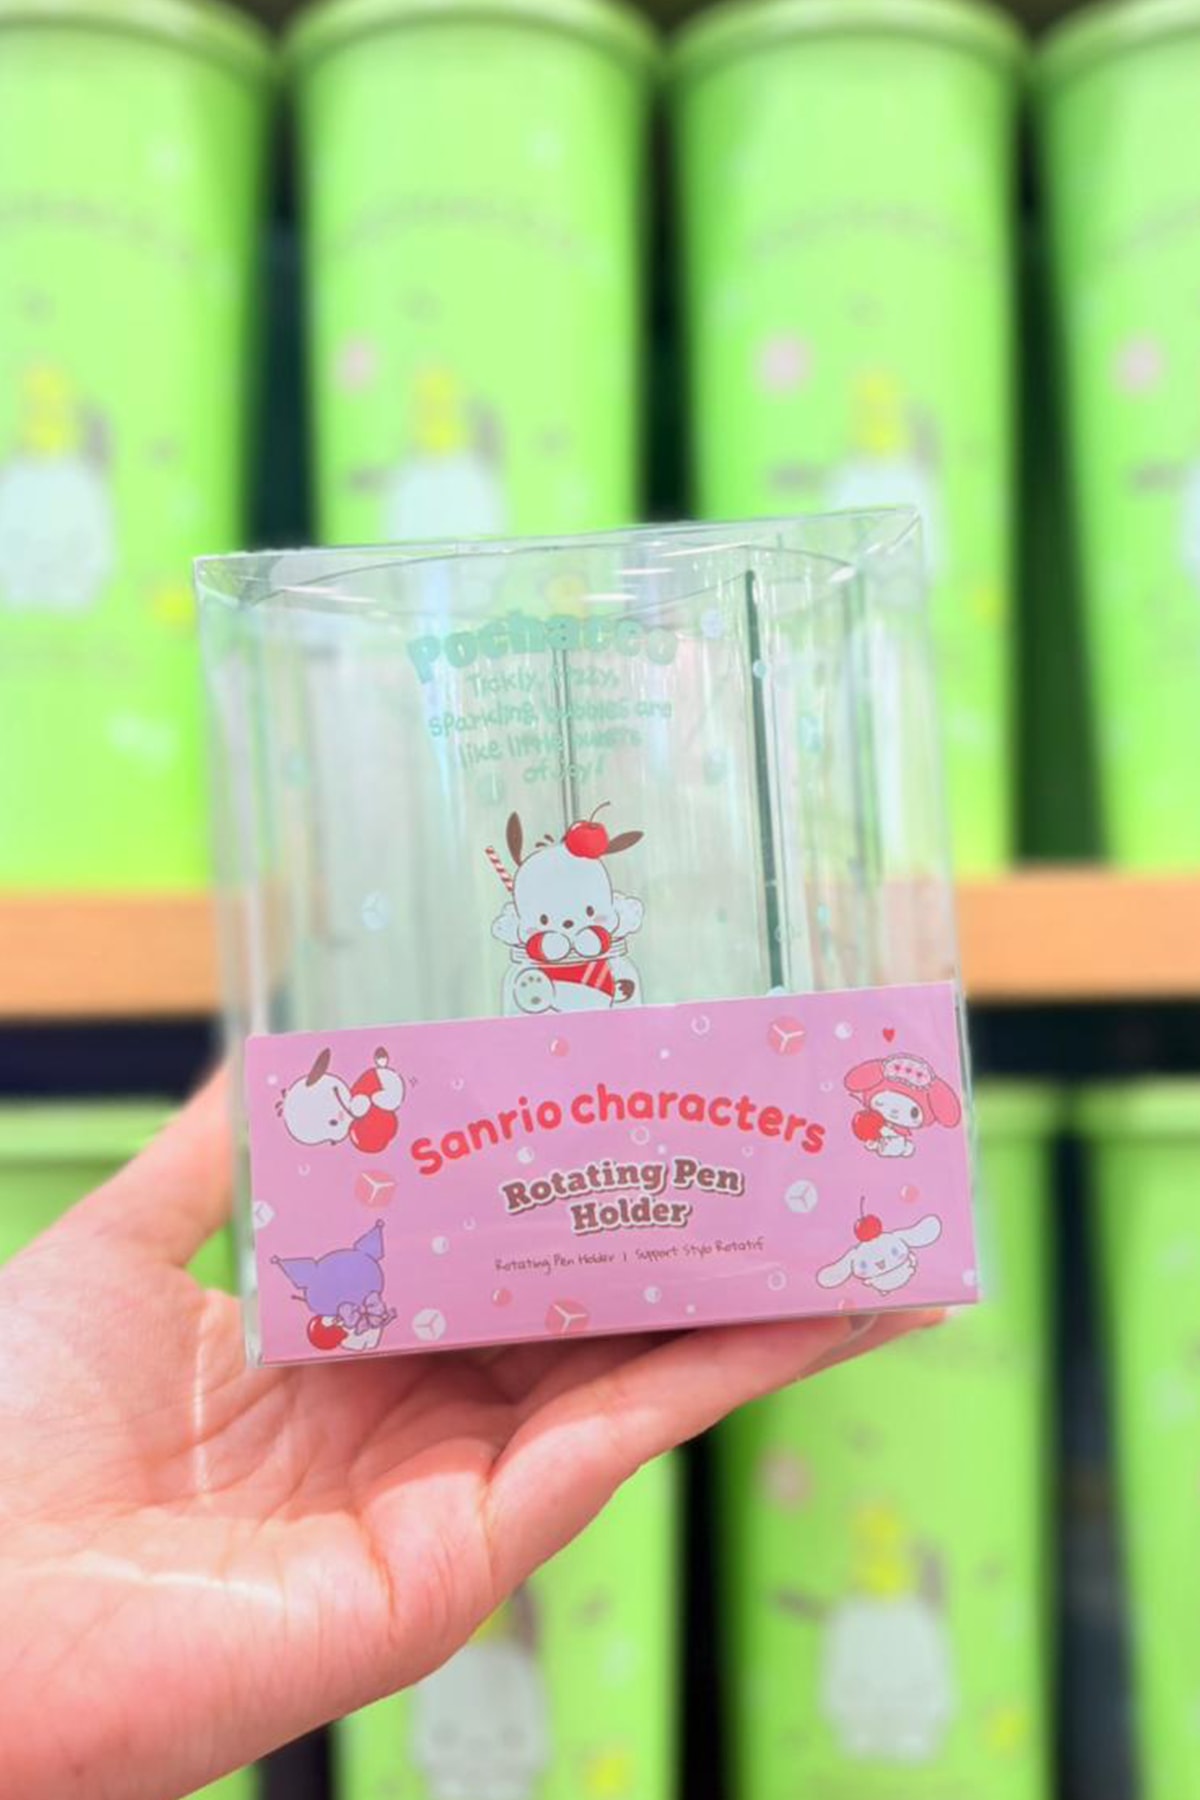 Pochacco
Tickly, fizzy,
sparkling bubbles are
like little bursts
of Joy!
Sanrio characters
Rotating Pen
Holder
Rotating Pen Holder | Support Stylo Rotatif